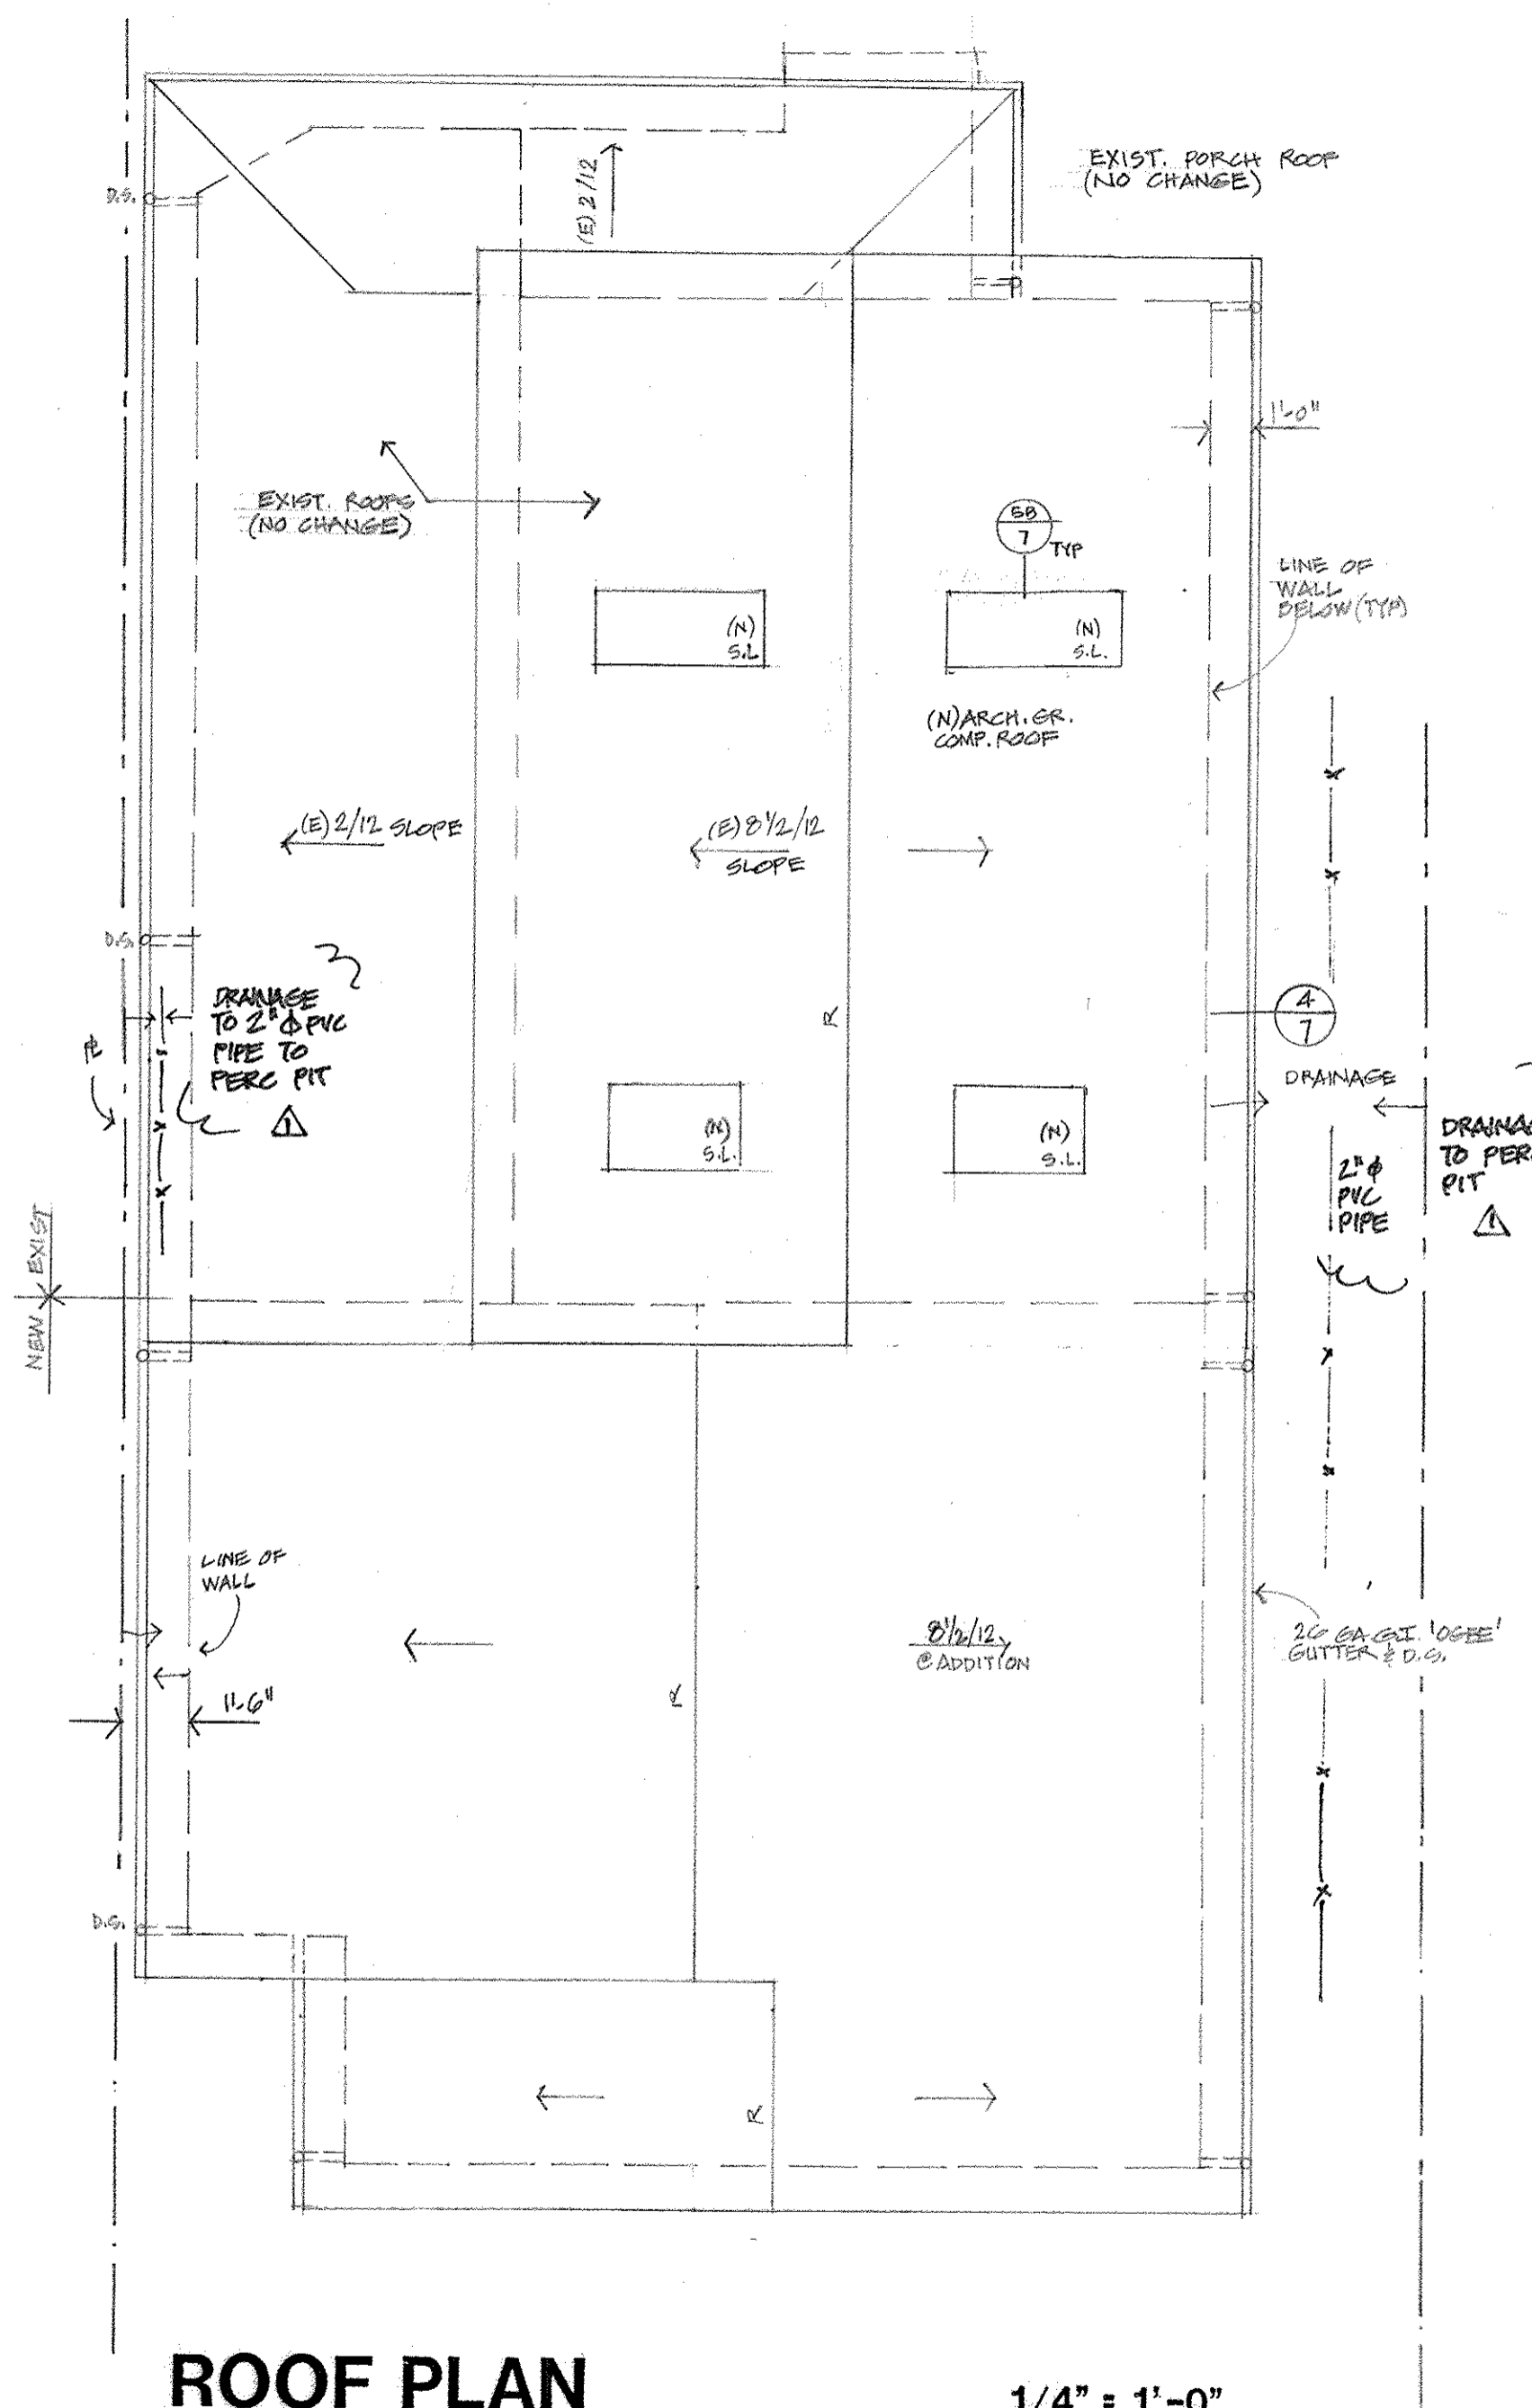 EXIST. PORCH ROOF
(NO CHANGE)
D.S.
(E) 2/12
1'-0"
EXIST. ROOFS
(NO CHANGE)
5B
7
TYP
LINE OF
WALL
BELOW (TYP)
(N)
S.L.
(N)
S.L.
(N) ARCH. GR.
COMP. ROOF
(E) 2/12 SLOPE
(E) 8 1/2/12
SLOPE
D.S.
DRAINAGE
TO 2" Φ PVC
PIPE TO
PERC PIT
1
PL
R
4
7
DRAINAGE
DRAINA
TO PER
PIT
1
2" Φ
PVC
PIPE
(N)
S.L.
(N)
S.L.
NEW EXIST
LINE OF
WALL
8 1/2/12
@ ADDITION
26 GA. G.I. 'OGEE'
GUTTER & D.S.
R
1'-6"
D.S.
R
ROOF PLAN
1/4" = 1'-0"